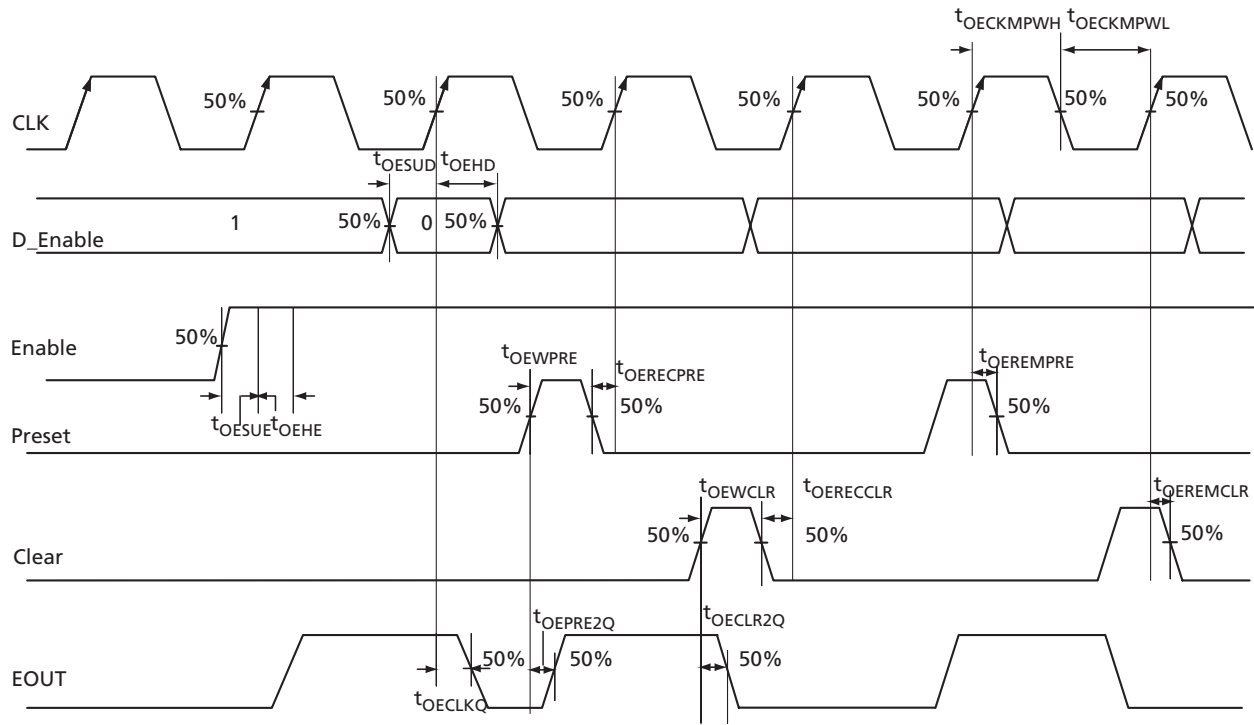 tOECKMPWH tOECKMPWL
CLK 50% 50% 50% 50% 50% 50% 50%
tOESUD tOEHD
D_Enable 1 50% 0 50%
Enable 50%
tOESUE tOEHE
tOEWPRE tOERECPRE tOEREMPRE
Preset 50% 50% 50%
tOEWCLR tOERECCLR tOEREMCLR
Clear 50% 50% 50%
tOEPRE2Q tOECLR2Q
EOUT 50% 50% 50%
tOECLKQ